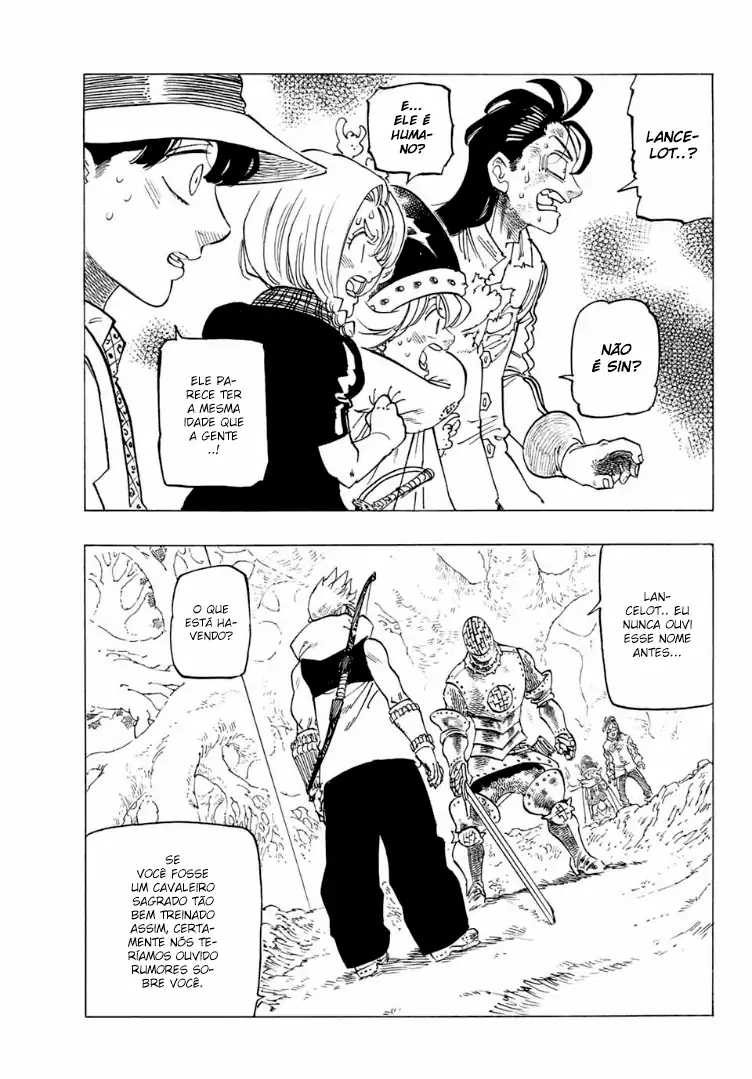 LANCE-
LOT..?
E...
ELE É
HUMA-
NO?
NÃO
É SIN?
ELE PA-
RECE TER
A MESMA
IDADE QUE
A GENTE
..!
LAN-
CELOT.. EU
NUNCA OUVI
ESSE NOME
ANTES...
O QUE
ESTÁ HA-
VENDO?
SE
VOCÊ FOSSE
UM CAVALEIRO
SAGRADO TÃO
BEM TREINADO
ASSIM, CERTA-
MENTE NÓS TE-
RÍAMOS OUVIDO
RUMORES SO-
BRE VOCÊ.